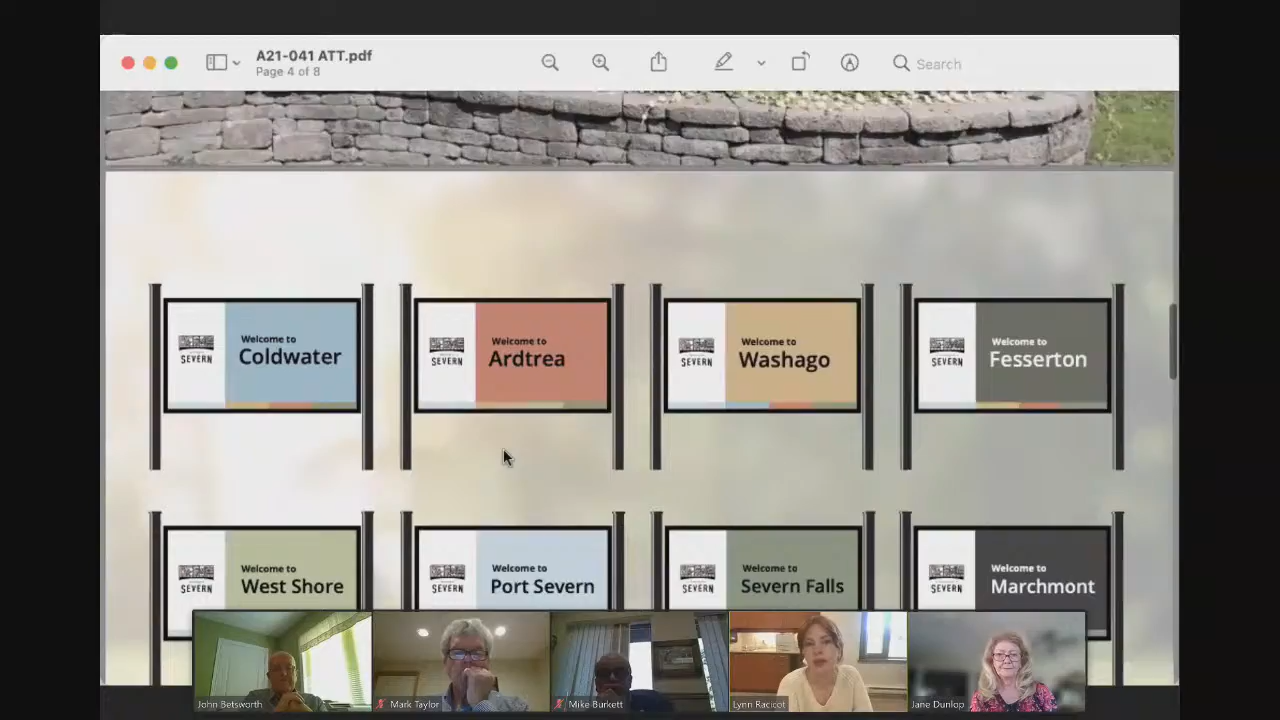 A21-041 ATT.pdf
Page 4 of 8
Search
SEVERN
Welcome to
Coldwater
SEVERN
Welcome to
Ardtrea
SEVERN
Welcome to
Washago
SEVERN
Welcome to
Fesserton
SEVERN
Welcome to
West Shore
SEVERN
Welcome to
Port Severn
SEVERN
Welcome to
Severn Falls
SEVERN
Welcome to
Marchmont
John Betsworth
Mark Taylor
Mike Burkett
Lynn Racicot
Jane Dunlop